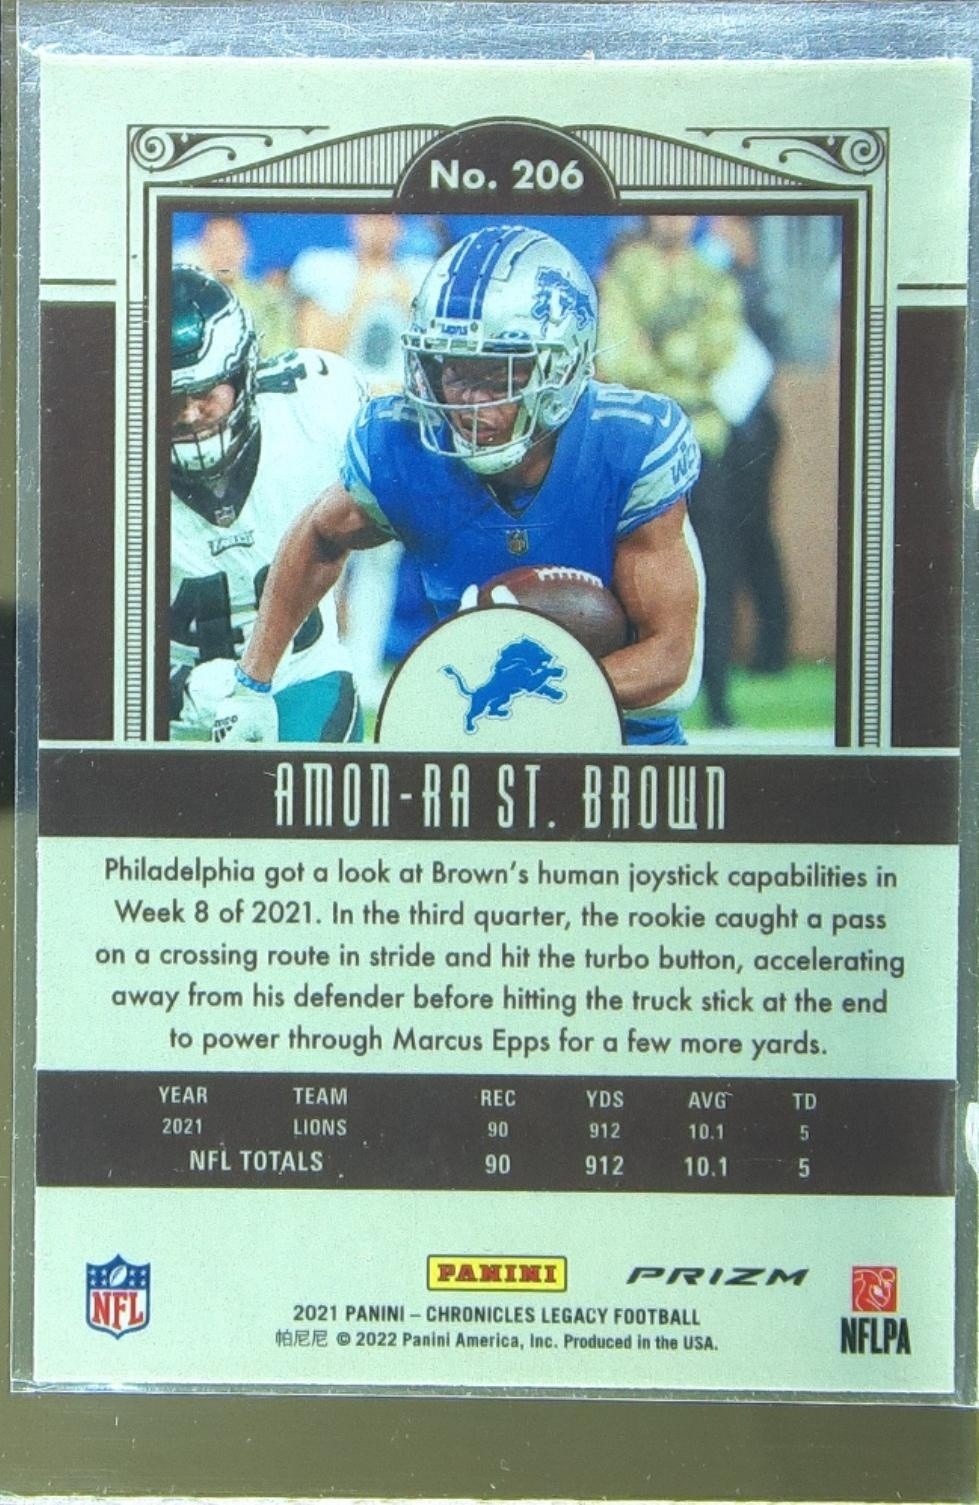 No. 206
LIONS
14
WCF
EAGLES
4
AMON-RA ST. BROWN
Philadelphia got a look at Brown's human joystick capabilities in
Week 8 of 2021. In the third quarter, the rookie caught a pass
on a crossing route in stride and hit the turbo button, accelerating
away from his defender before hitting the truck stick at the end
to power through Marcus Epps for a few more yards.
YEAR TEAM REC YDS AVG TD
2021 LIONS 90 912 10.1 5
NFL TOTALS 90 912 10.1 5
NFL
PANINI
PRIZM
NFLPA
2021 PANINI – CHRONICLES LEGACY FOOTBALL
帕尼尼 © 2022 Panini America, Inc. Produced in the USA.